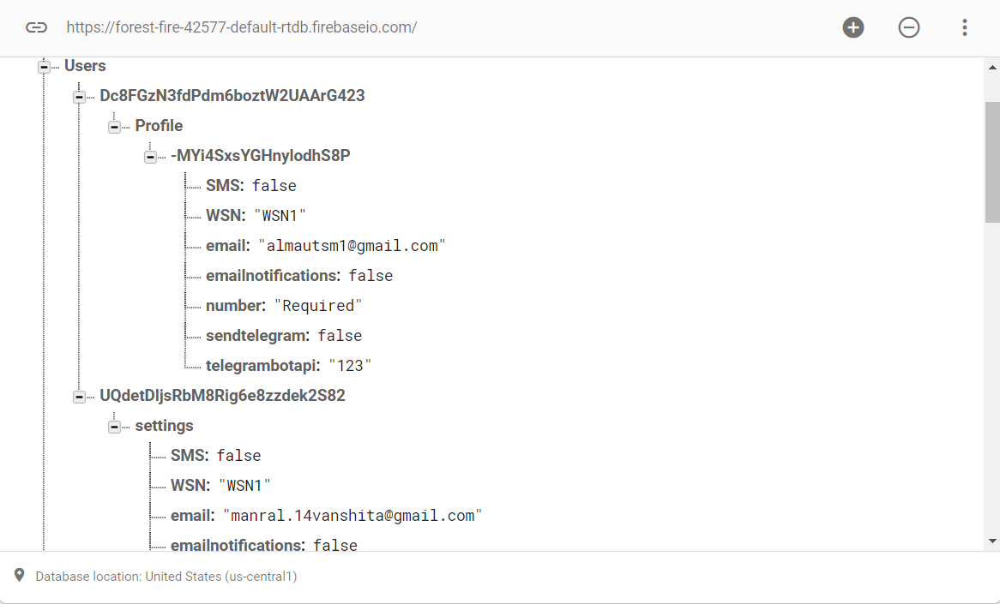 https://forest-fire-42577-default-rtdb.firebaseio.com/
Users
Dc8FGzN3fdPdm6boztW2UAArG423
Profile
-MYi4SxsYGHnylodhS8P
SMS: false
WSN: "WSN1"
email: "almautsm1@gmail.com"
emailnotifications: false
number: "Required"
sendtelegram: false
telegrambotapi: "123"
UQdetDljsRbM8Rig6e8zzdek2S82
settings
SMS: false
WSN: "WSN1"
email: "manral.14vanshita@gmail.com"
emailnotifications: false
Database location: United States (us-central1)